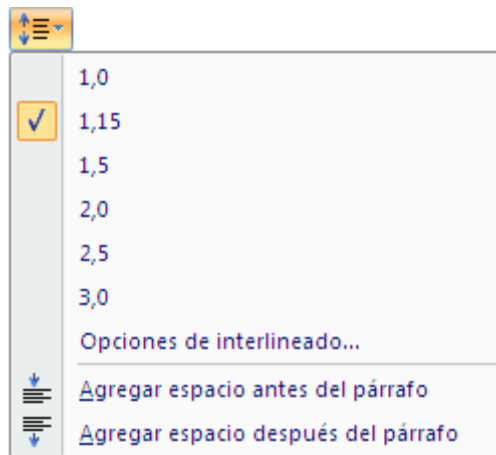 1,0
1,15
1,5
2,0
2,5
3,0
Opciones de interlineado...
Agregar espacio antes del párrafo
Agregar espacio después del párrafo